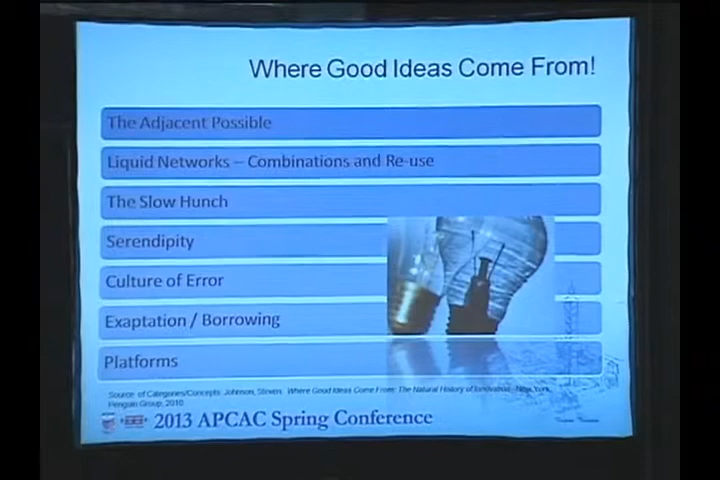 Where Good Ideas Come From!
The Adjacent Possible
Liquid Networks – Combinations and Re-use
The Slow Hunch
Serendipity
Culture of Error
Exaptation / Borrowing
Platforms
Source of Categories/Concepts: Johnson, Steven. Where Good Ideas Come From: The Natural History of Innovation. New York,
Penguin Group, 2010
2013 APCAC Spring Conference